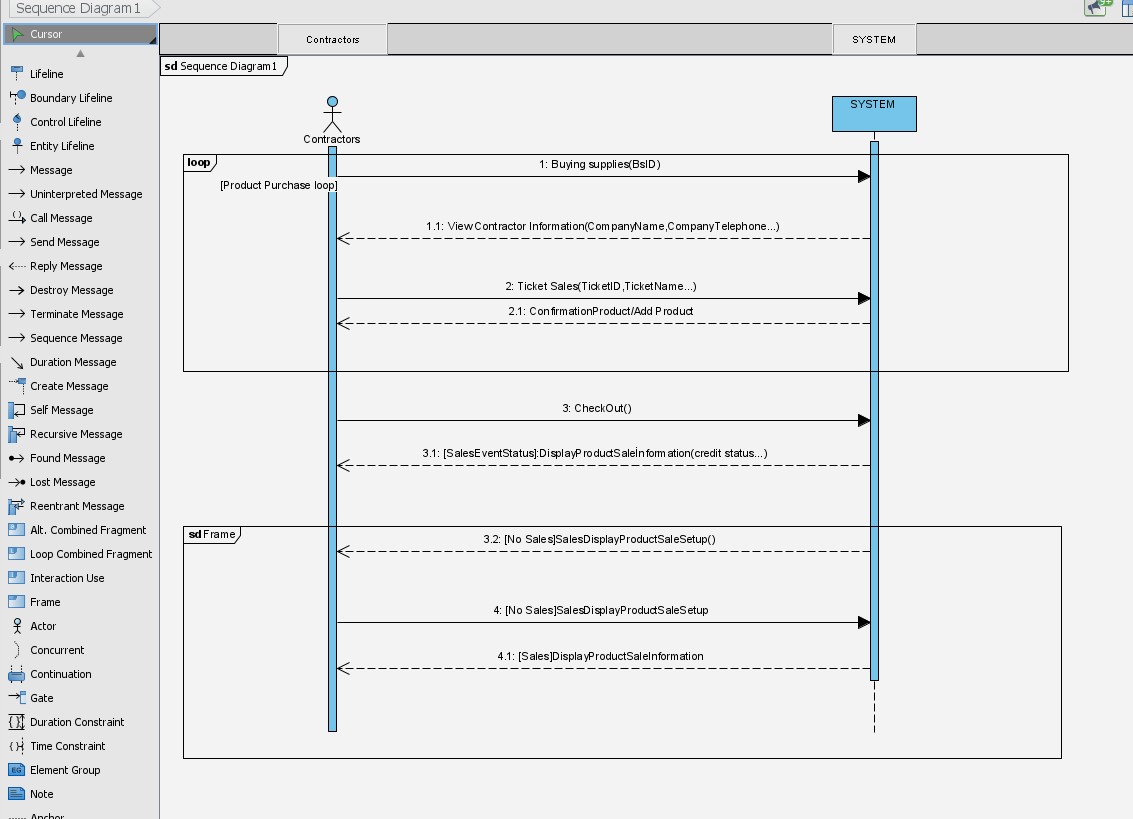 Sequence Diagram1
9+
Cursor
Lifeline
Boundary Lifeline
Control Lifeline
Entity Lifeline
Message
Uninterpreted Message
Call Message
Send Message
Reply Message
Destroy Message
Terminate Message
Sequence Message
Duration Message
Create Message
Self Message
Recursive Message
Found Message
Lost Message
Reentrant Message
Alt. Combined Fragment
Loop Combined Fragment
Interaction Use
Frame
Actor
Concurrent
Continuation
Gate
Duration Constraint
Time Constraint
EG Element Group
Note
Anchor
Contractors
SYSTEM
sd Sequence Diagram1
Contractors
SYSTEM
loop
[Product Purchase loop]
1: Buying supplies(BsID)
1.1: ViewContractor Information(CompanyName,CompanyTelephone...)
2: Ticket Sales(TicketID,TicketName...)
2.1: ConfirmationProduct/Add Product
3: CheckOut()
3.1: [SalesEventStatus]:DisplayProductSaleİnformation(credit status...)
sd Frame
3.2: [No Sales]SalesDisplayProductSaleSetup()
4: [No Sales]SalesDisplayProductSaleSetup
4.1: [Sales]DisplayProductSaleInformation